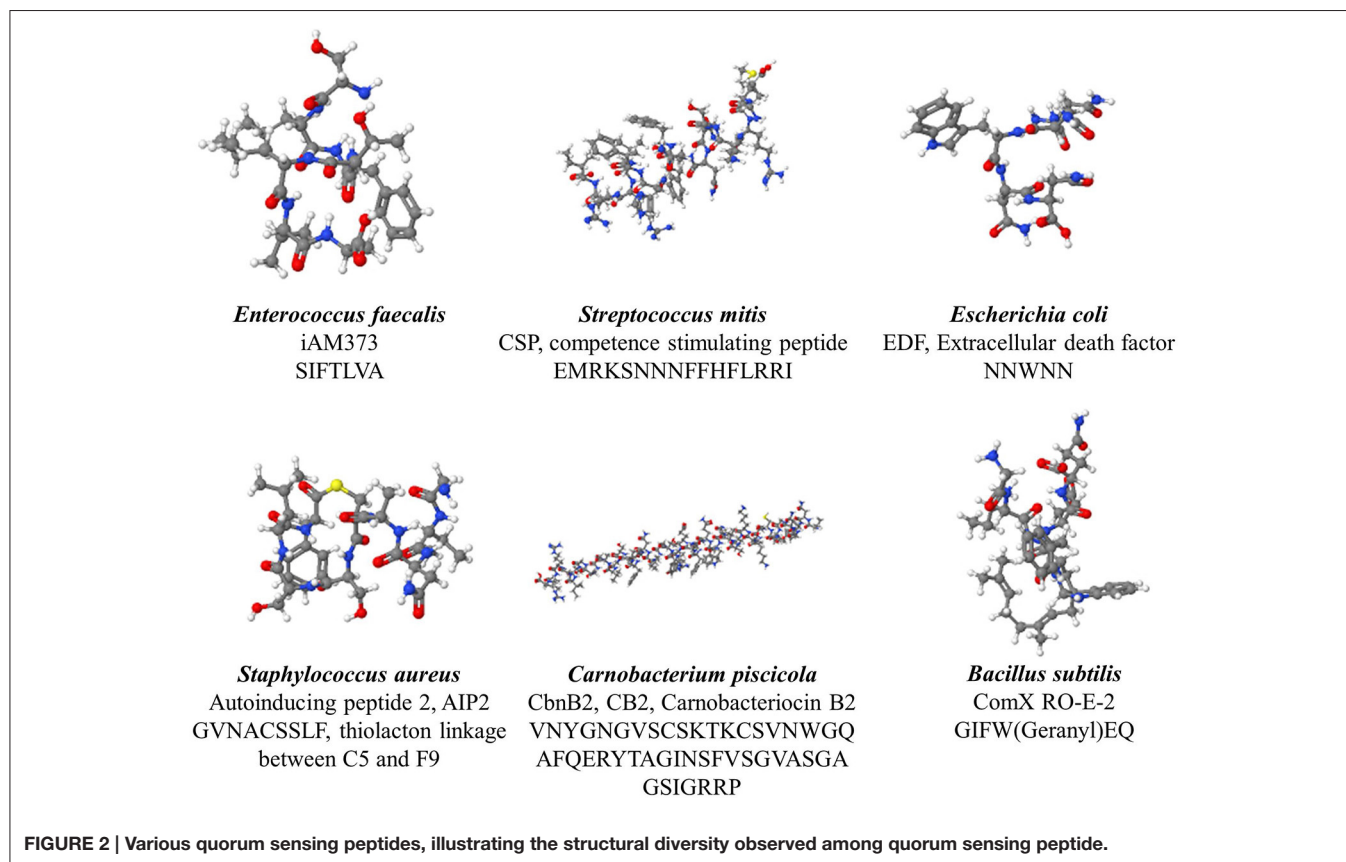 Enterococcus faecalis
iAM373
SIFTLVA
Streptococcus mitis
CSP, competence stimulating peptide
EMRKSNNNFFHFLRRI
Escherichia coli
EDF, Extracellular death factor
NNWNN
Staphylococcus aureus
Autoinducing peptide 2, AIP2
GVNACSSLF, thiolacton linkage
between C5 and F9
Carnobacterium piscicola
CbnB2, CB2, Carnobacteriocin B2
VNYGNGVSCSKTKCSVNWGQ
AFQERYTAGINSFVSGVASGA
GSIGRRP
Bacillus subtilis
ComX RO-E-2
GIFW(Geranyl)EQ
FIGURE 2 | Various quorum sensing peptides, illustrating the structural diversity observed among quorum sensing peptide.